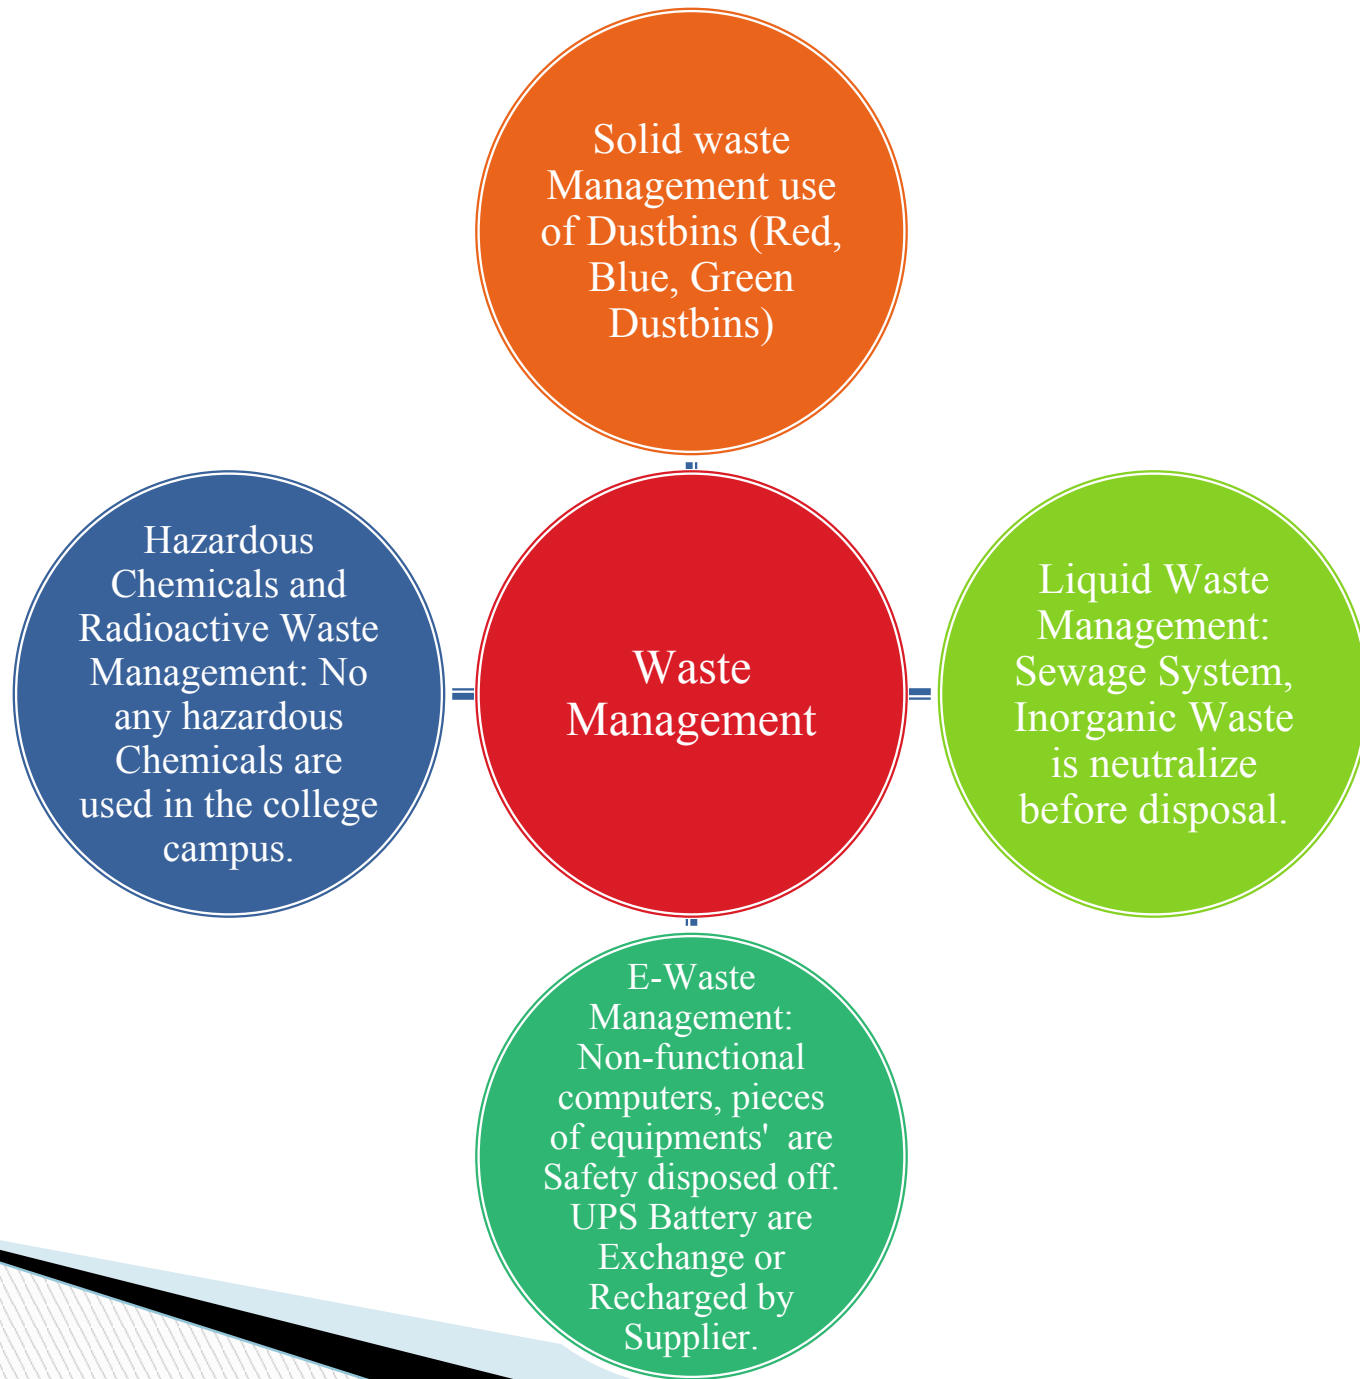 Solid waste
Management use
of Dustbins (Red,
Blue, Green
Dustbins)
Hazardous
Chemicals and
Radioactive Waste
Management: No
any hazardous
Chemicals are
used in the college
campus.
Waste
Management
Liquid Waste
Management:
Sewage System,
Inorganic Waste
is neutralize
before disposal.
E-Waste
Management:
Non-functional
computers, pieces
of equipments'  are
Safety disposed off.
UPS Battery are
Exchange or
Recharged by
Supplier.